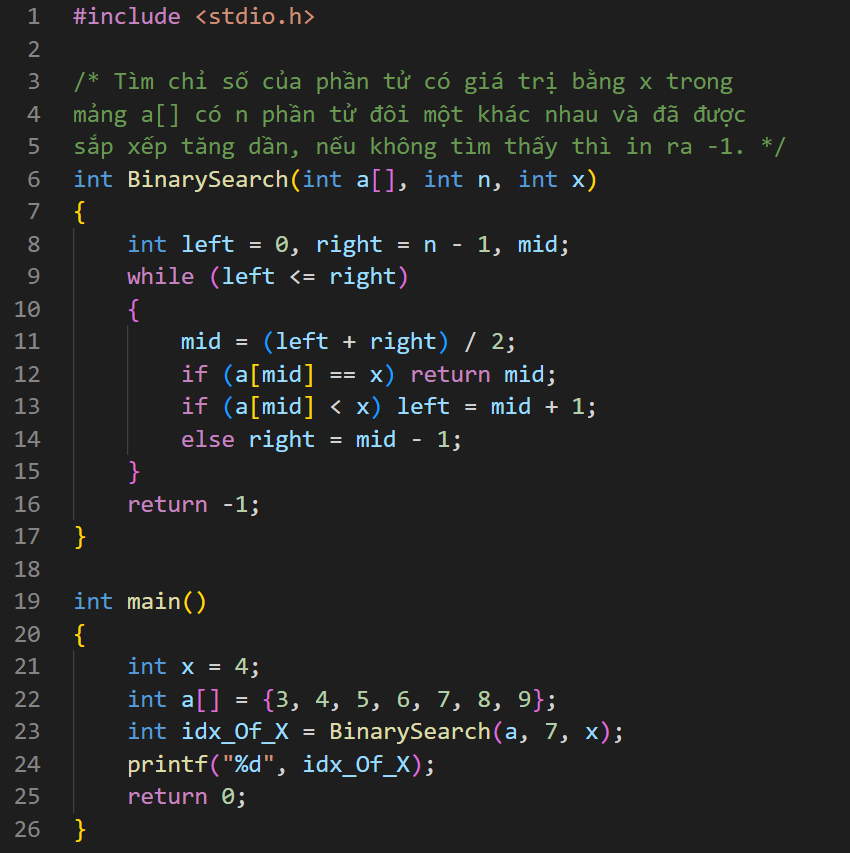 1 #include <stdio.h>
2
3 /* Tìm chỉ số của phần tử có giá trị bằng x trong
4 mảng a[] có n phần tử đôi một khác nhau và đã được
5 sắp xếp tăng dần, nếu không tìm thấy thì in ra -1. */
6 int BinarySearch(int a[], int n, int x)
7 {
8     int left = 0, right = n - 1, mid;
9     while (left <= right)
10     {
11         mid = (left + right) / 2;
12         if (a[mid] == x) return mid;
13         if (a[mid] < x) left = mid + 1;
14         else right = mid - 1;
15     }
16     return -1;
17 }
18
19 int main()
20 {
21     int x = 4;
22     int a[] = {3, 4, 5, 6, 7, 8, 9};
23     int idx_Of_X = BinarySearch(a, 7, x);
24     printf("%d", idx_Of_X);
25     return 0;
26 }